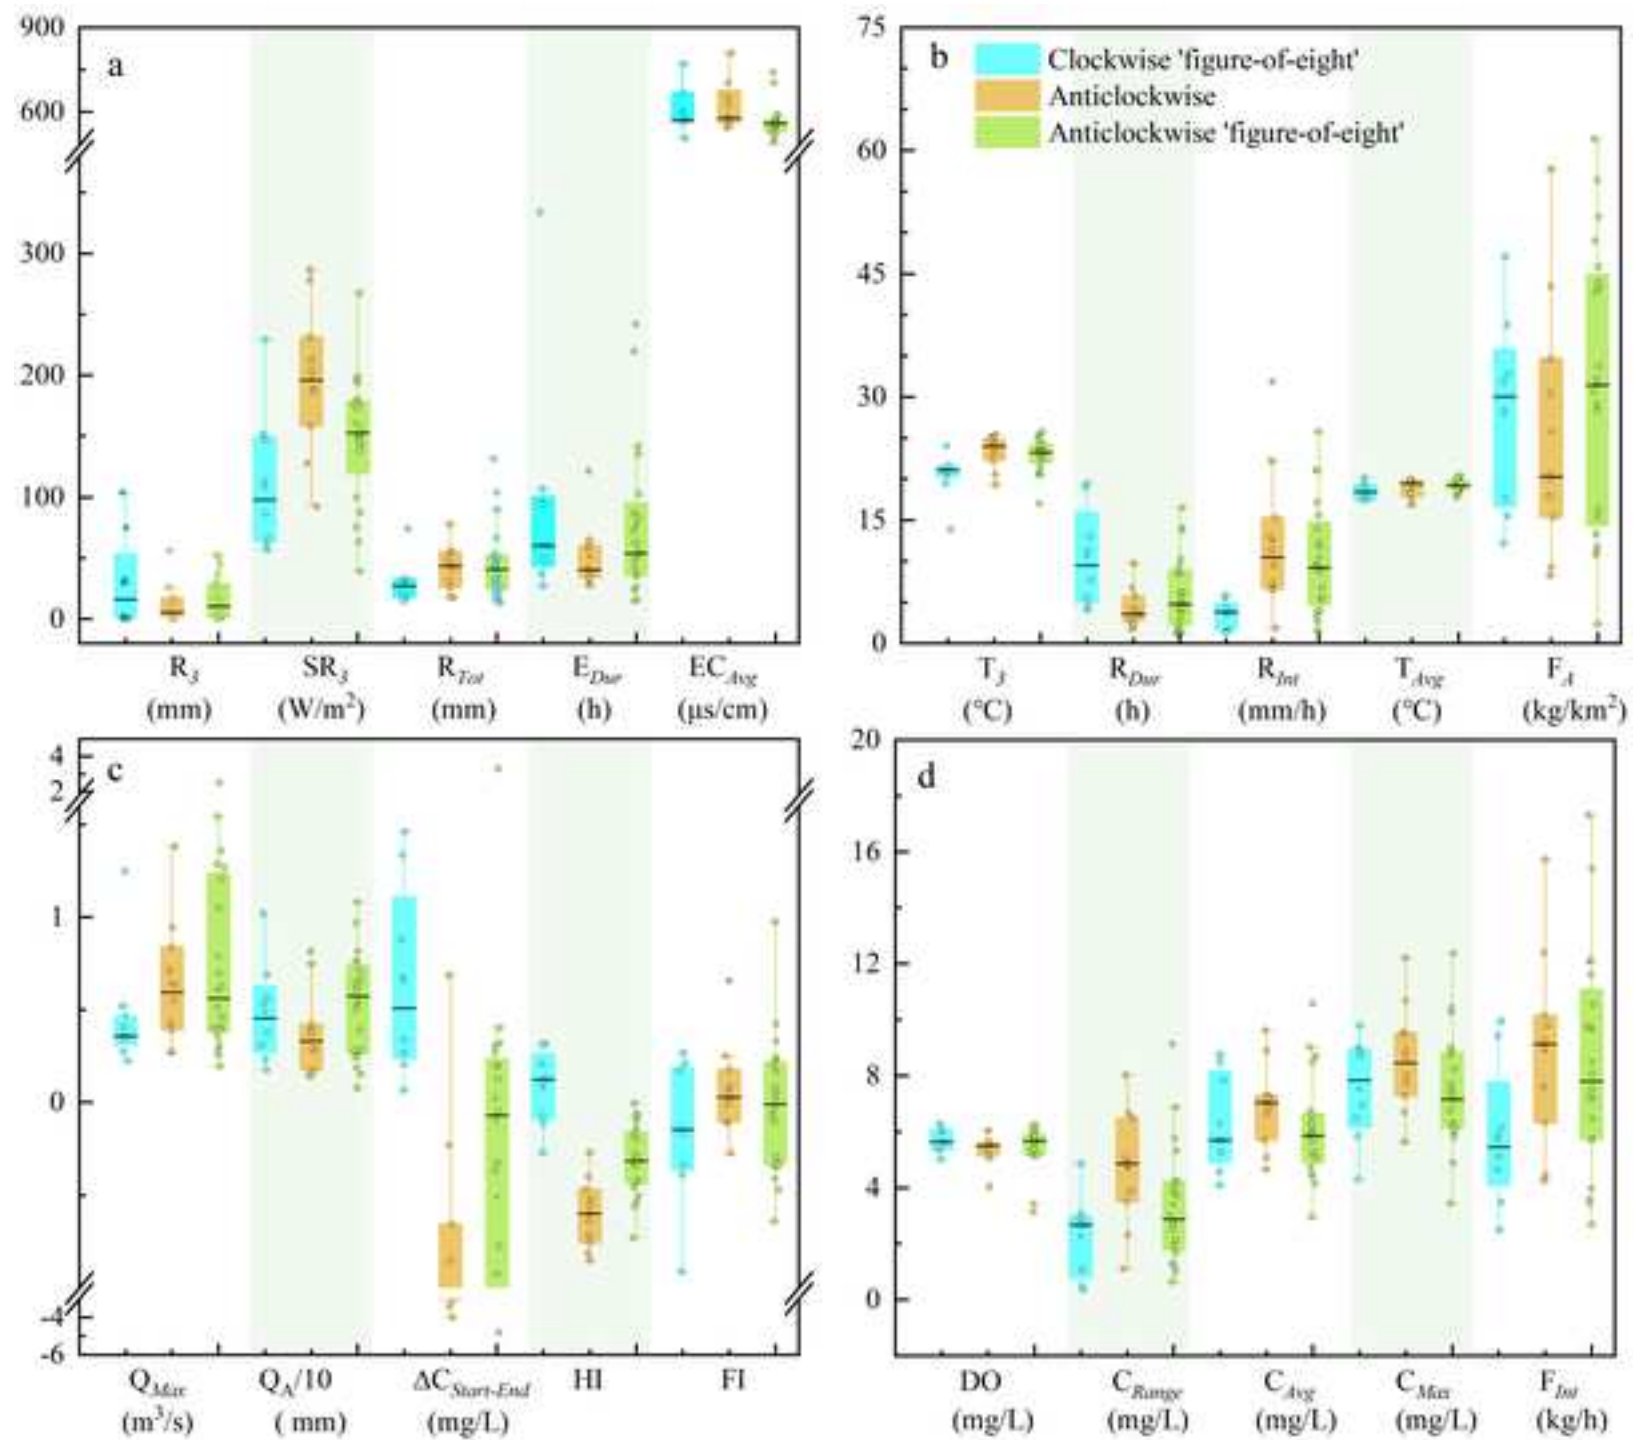 a
900
600
300
200
100
0
R3 SR3 RTot EDur ECAvg
(mm) (W/m2) (mm) (h) (μs/cm)
b
Clockwise 'figure-of-eight'
Anticlockwise
Anticlockwise 'figure-of-eight'
75
60
45
30
15
0
T3 RDur RInt TAvg FA
(°C) (h) (mm/h) (°C) (kg/km2)
c
4
2
1
0
-4
-6
QMax QA/10 ΔCStart-End HI FI
(m3/s) ( mm) (mg/L)
d
20
16
12
8
4
0
DO CRange CAvg CMax FInt
(mg/L) (mg/L) (mg/L) (mg/L) (kg/h)